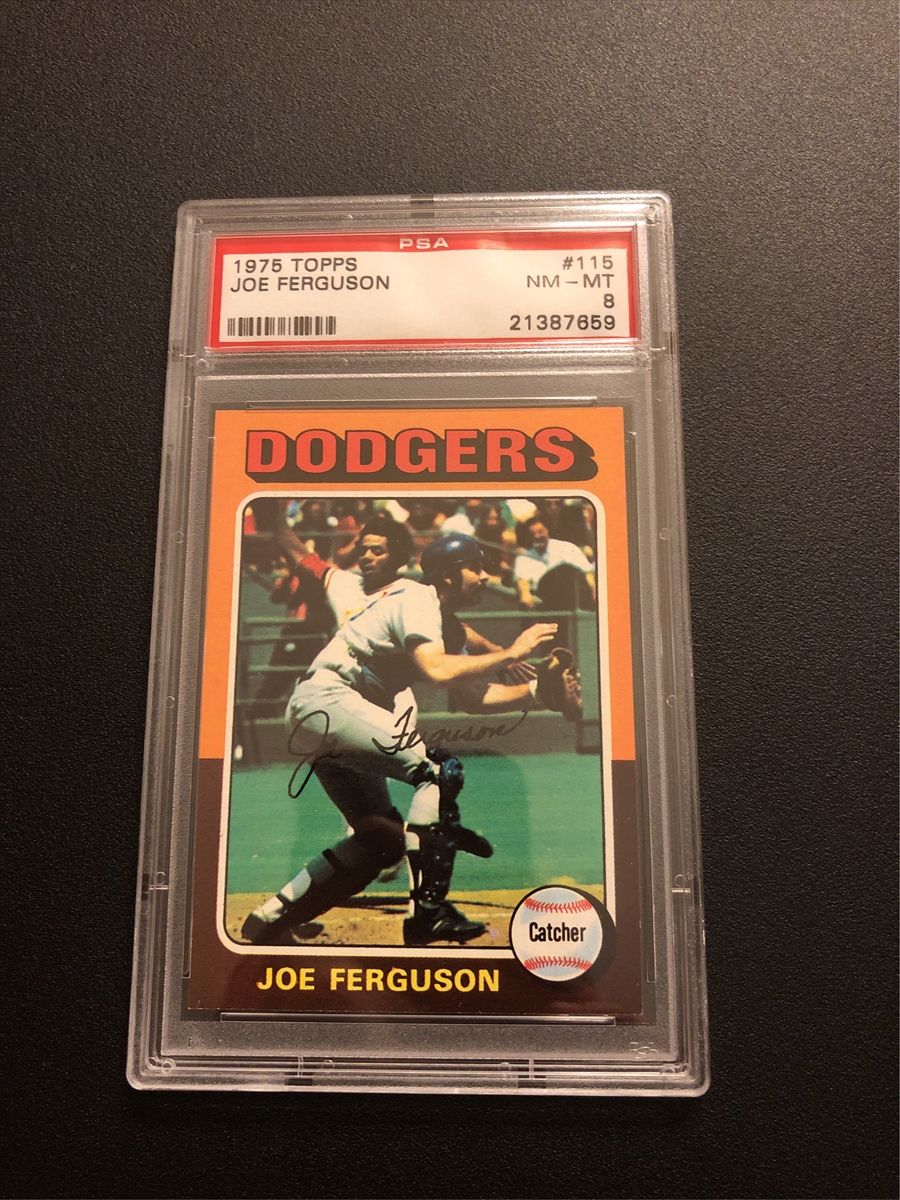 PSA
1975 TOPPS #115
JOE FERGUSON NM-MT
8
21387659
DODGERS
Joe Ferguson
Catcher
JOE FERGUSON